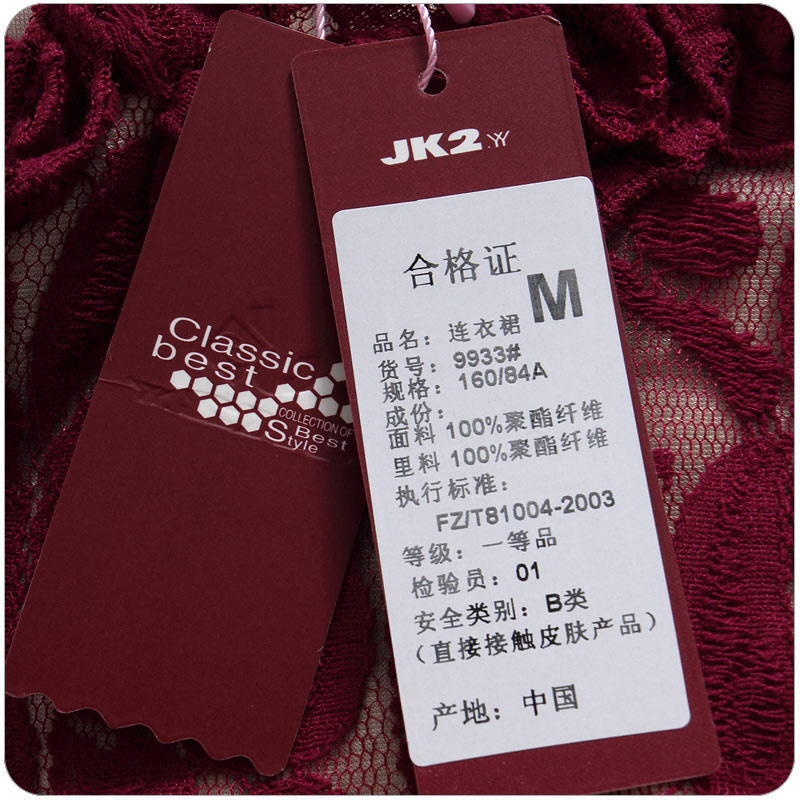 Classic
best
COLLECTION OF
Best
Style
JK2 YY
合格证
M
品名：连衣裙
货号：9933#
规格：160/84A
成份：
面料 100%聚酯纤维
里料 100%聚酯纤维
执行标准：
FZ/T81004-2003
等级：一等品
检验员：01
安全类别：B类
（直接接触皮肤产品）
产地：中国